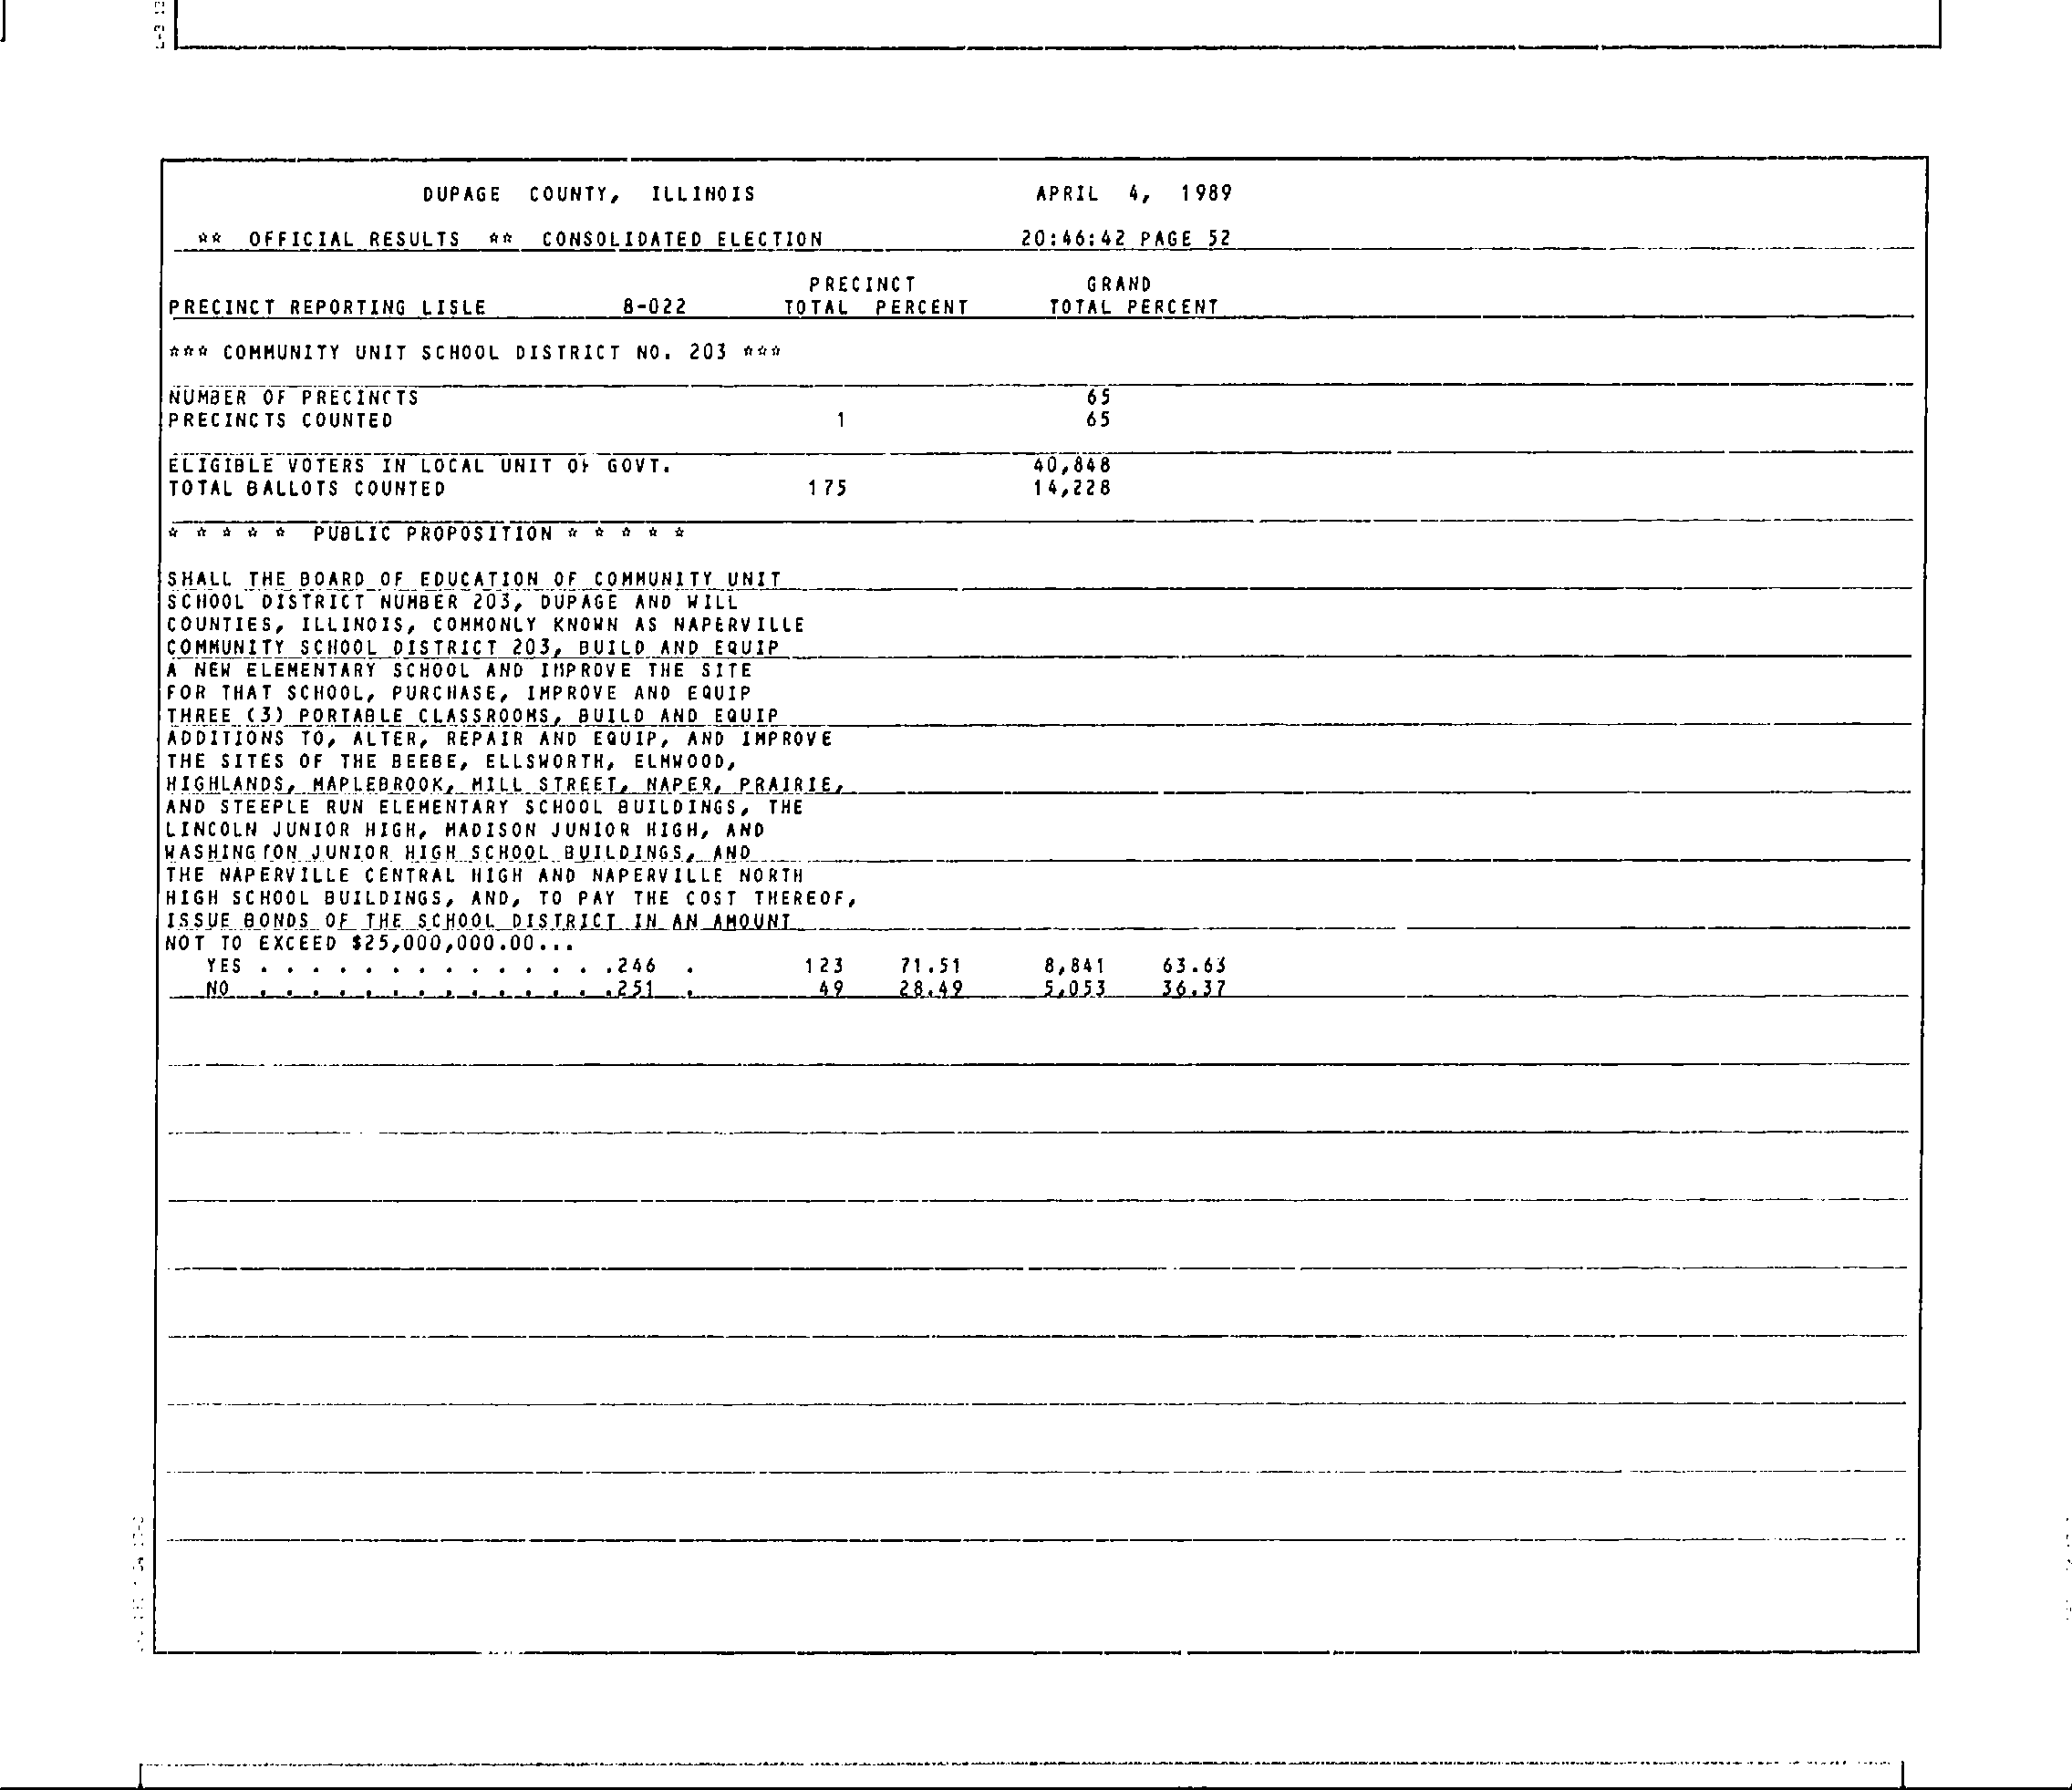 DUPAGE COUNTY, ILLINOIS APRIL 4, 1989
** OFFICIAL RESULTS ** CONSOLIDATED ELECTION 20:46:42 PAGE 52
PRECINCT GRAND
PRECINCT REPORTING LISLE 8-022 TOTAL PERCENT TOTAL PERCENT
*** COMMUNITY UNIT SCHOOL DISTRICT NO. 203 ***
NUMBER OF PRECINCTS 65
PRECINCTS COUNTED 1 65
ELIGIBLE VOTERS IN LOCAL UNIT OF GOVT. 40,848
TOTAL BALLOTS COUNTED 175 14,228
* * * * * PUBLIC PROPOSITION * * * * *
SHALL THE BOARD OF EDUCATION OF COMMUNITY UNIT
SCHOOL DISTRICT NUMBER 203, DUPAGE AND WILL
COUNTIES, ILLINOIS, COMMONLY KNOWN AS NAPERVILLE
COMMUNITY SCHOOL DISTRICT 203, BUILD AND EQUIP
A NEW ELEMENTARY SCHOOL AND IMPROVE THE SITE
FOR THAT SCHOOL, PURCHASE, IMPROVE AND EQUIP
THREE (3) PORTABLE CLASSROOMS, BUILD AND EQUIP
ADDITIONS TO, ALTER, REPAIR AND EQUIP, AND IMPROVE
THE SITES OF THE BEEBE, ELLSWORTH, ELMWOOD,
HIGHLANDS, MAPLEBROOK, MILL STREET, NAPER, PRAIRIE,
AND STEEPLE RUN ELEMENTARY SCHOOL BUILDINGS, THE
LINCOLN JUNIOR HIGH, MADISON JUNIOR HIGH, AND
WASHINGTON JUNIOR HIGH SCHOOL BUILDINGS, AND
THE NAPERVILLE CENTRAL HIGH AND NAPERVILLE NORTH
HIGH SCHOOL BUILDINGS, AND, TO PAY THE COST THEREOF,
ISSUE BONDS OF THE SCHOOL DISTRICT IN AN AMOUNT
NOT TO EXCEED $25,000,000.00...
YES . . . . . . . . . . . . . .246 . 123 71.51 8,841 63.63
NO . . . . . . . . . . . . . .251 . 49 28.49 5,053 36.37